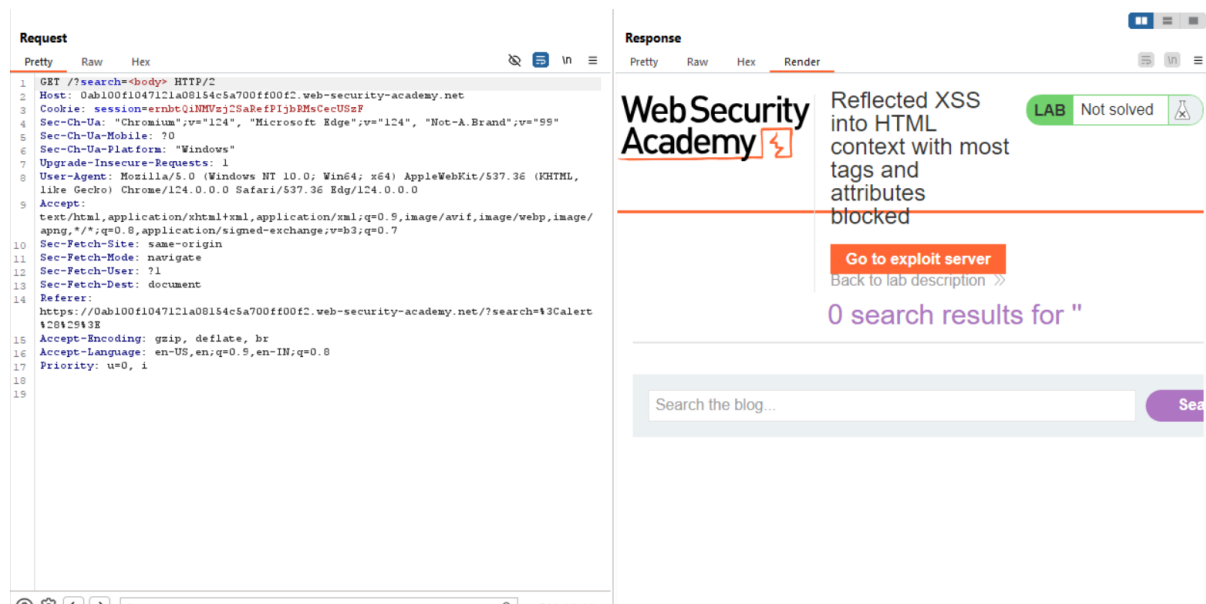 Request
Pretty Raw Hex
\n
1 GET /?search=<body> HTTP/2
2 Host: 0ab100f1047121a08154c5a700ff00f2.web-security-academy.net
3 Cookie: session=ernbtQiNMVzj2SaRefPIjbRMsCecUSzF
4 Sec-Ch-Ua: "Chromium";v="124", "Microsoft Edge";v="124", "Not-A.Brand";v="99"
5 Sec-Ch-Ua-Mobile: ?0
6 Sec-Ch-Ua-Platform: "Windows"
7 Upgrade-Insecure-Requests: 1
8 User-Agent: Mozilla/5.0 (Windows NT 10.0; Win64; x64) AppleWebKit/537.36 (KHTML,
like Gecko) Chrome/124.0.0.0 Safari/537.36 Edg/124.0.0.0
9 Accept:
text/html,application/xhtml+xml,application/xml;q=0.9,image/avif,image/webp,image/
apng,*/*;q=0.8,application/signed-exchange;v=b3;q=0.7
10 Sec-Fetch-Site: same-origin
11 Sec-Fetch-Mode: navigate
12 Sec-Fetch-User: ?1
13 Sec-Fetch-Dest: document
14 Referer:
https://0ab100f1047121a08154c5a700ff00f2.web-security-academy.net/?search=%3Calert
%28%29%3E
15 Accept-Encoding: gzip, deflate, br
16 Accept-Language: en-US,en;q=0.9,en-IN;q=0.8
17 Priority: u=0, i
18
19
Response
Pretty Raw Hex Render
\n
Web Security
Academy
Reflected XSS
into HTML
context with most
tags and
attributes
blocked
LAB Not solved
Go to exploit server
Back to lab description
0 search results for ''
Search the blog...
Sea